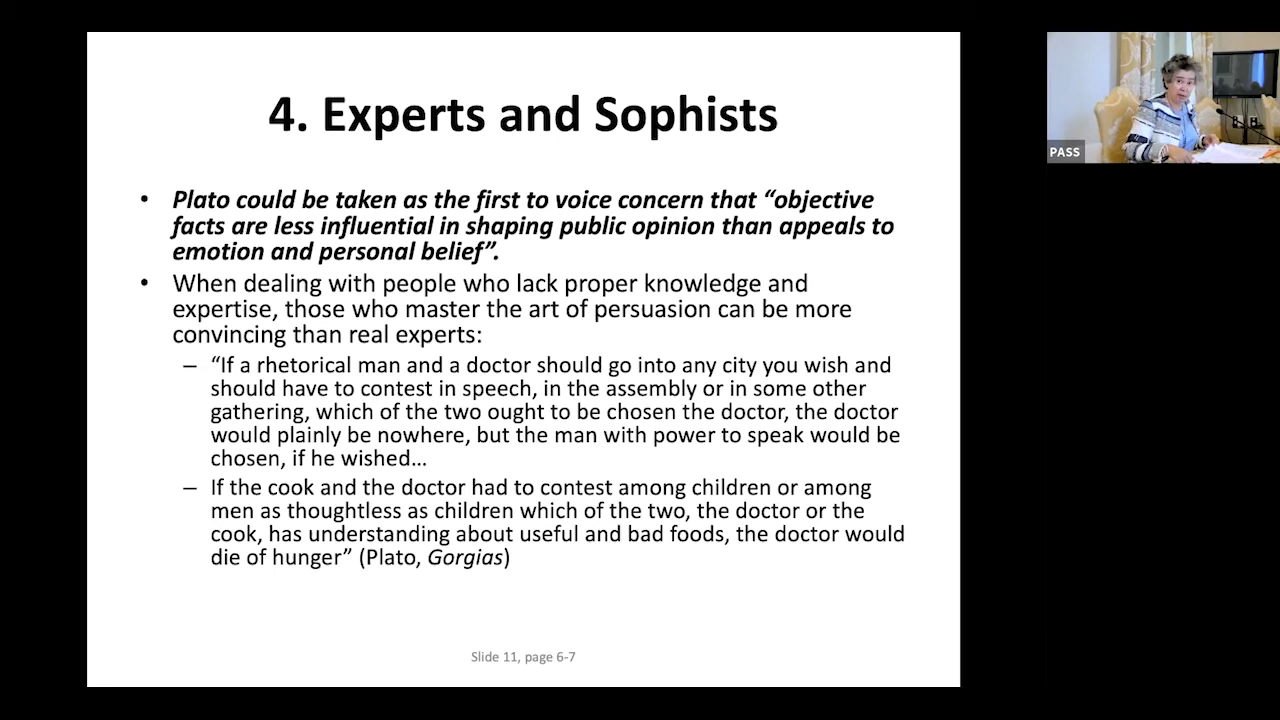 4. Experts and Sophists
• Plato could be taken as the first to voice concern that “objective
facts are less influential in shaping public opinion than appeals to
emotion and personal belief”.
• When dealing with people who lack proper knowledge and
expertise, those who master the art of persuasion can be more
convincing than real experts:
– “If a rhetorical man and a doctor should go into any city you wish and
should have to contest in speech, in the assembly or in some other
gathering, which of the two ought to be chosen the doctor, the doctor
would plainly be nowhere, but the man with power to speak would be
chosen, if he wished…
– If the cook and the doctor had to contest among children or among
men as thoughtless as children which of the two, the doctor or the
cook, has understanding about useful and bad foods, the doctor would
die of hunger” (Plato, Gorgias)
Slide 11, page 6-7
PASS